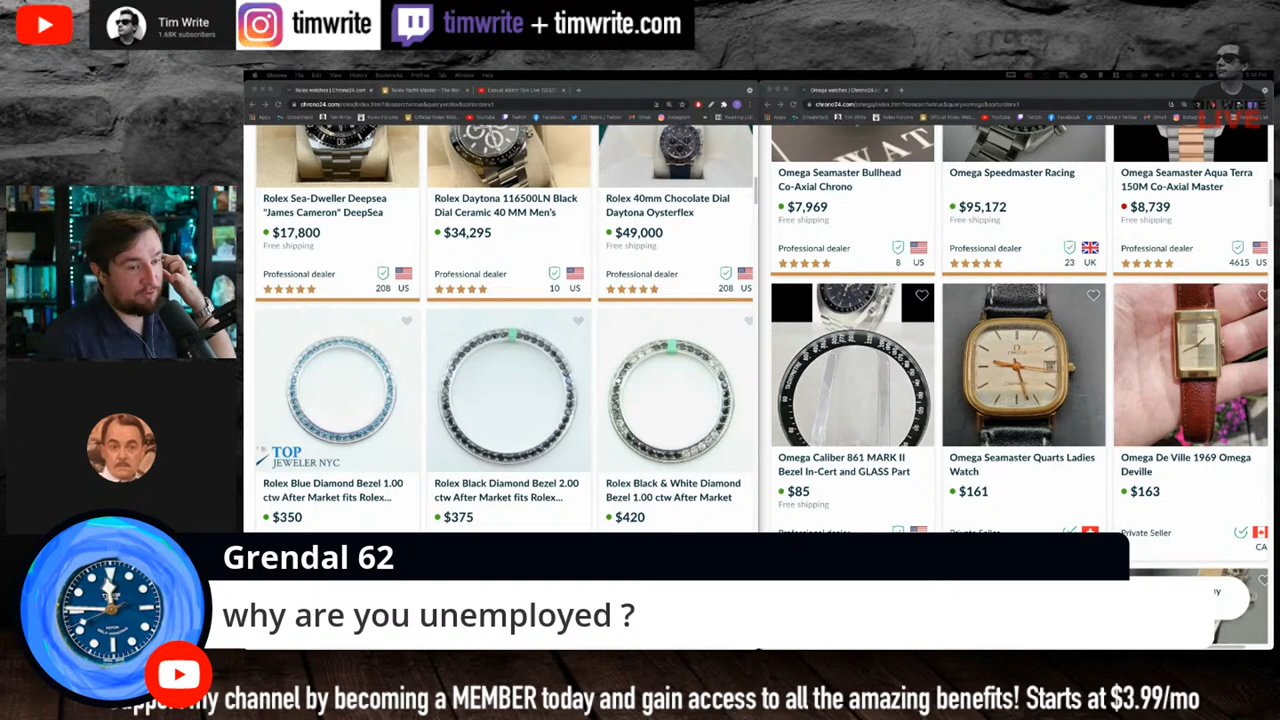 Tim Write
1.68K subscribers
timwrite
timwrite + timwrite.com
TIM WRITE
LIVE
Rolex Sea-Dweller Deepsea
"James Cameron" DeepSea
$17,800
Free shipping
Professional dealer
208 US
Rolex Daytona 116500LN Black
Dial Ceramic 40 MM Men's
$34,295
Professional dealer
10 US
Rolex 40mm Chocolate Dial
Daytona Oysterflex
$49,000
Free shipping
Professional dealer
208 US
TOP
JEWELER NYC
Rolex Blue Diamond Bezel 1.00
ctw After Market fits Rolex...
$350
Rolex Black Diamond Bezel 2.00
ctw After Market fits Rolex...
$375
Rolex Black & White Diamond
Bezel 1.00 ctw After Market
$420
Omega Seamaster Bullhead
Co-Axial Chrono
$7,969
Free shipping
Professional dealer
8 US
Omega Speedmaster Racing
$95,172
Professional dealer
23 UK
Omega Seamaster Aqua Terra
150M Co-Axial Master
$8,739
Free shipping
Professional dealer
4615 US
Omega Caliber 861 MARK II
Bezel In-Cert and GLASS Part
$85
Free shipping
Professional dealer
Omega Seamaster Quarts Ladies
Watch
$161
Private Seller
Omega De Ville 1969 Omega
Deville
$163
Private Seller
CA
Grendal 62
why are you unemployed ?
my channel by becoming a MEMBER today and gain access to all the amazing benefits! Starts at $3.99/mo